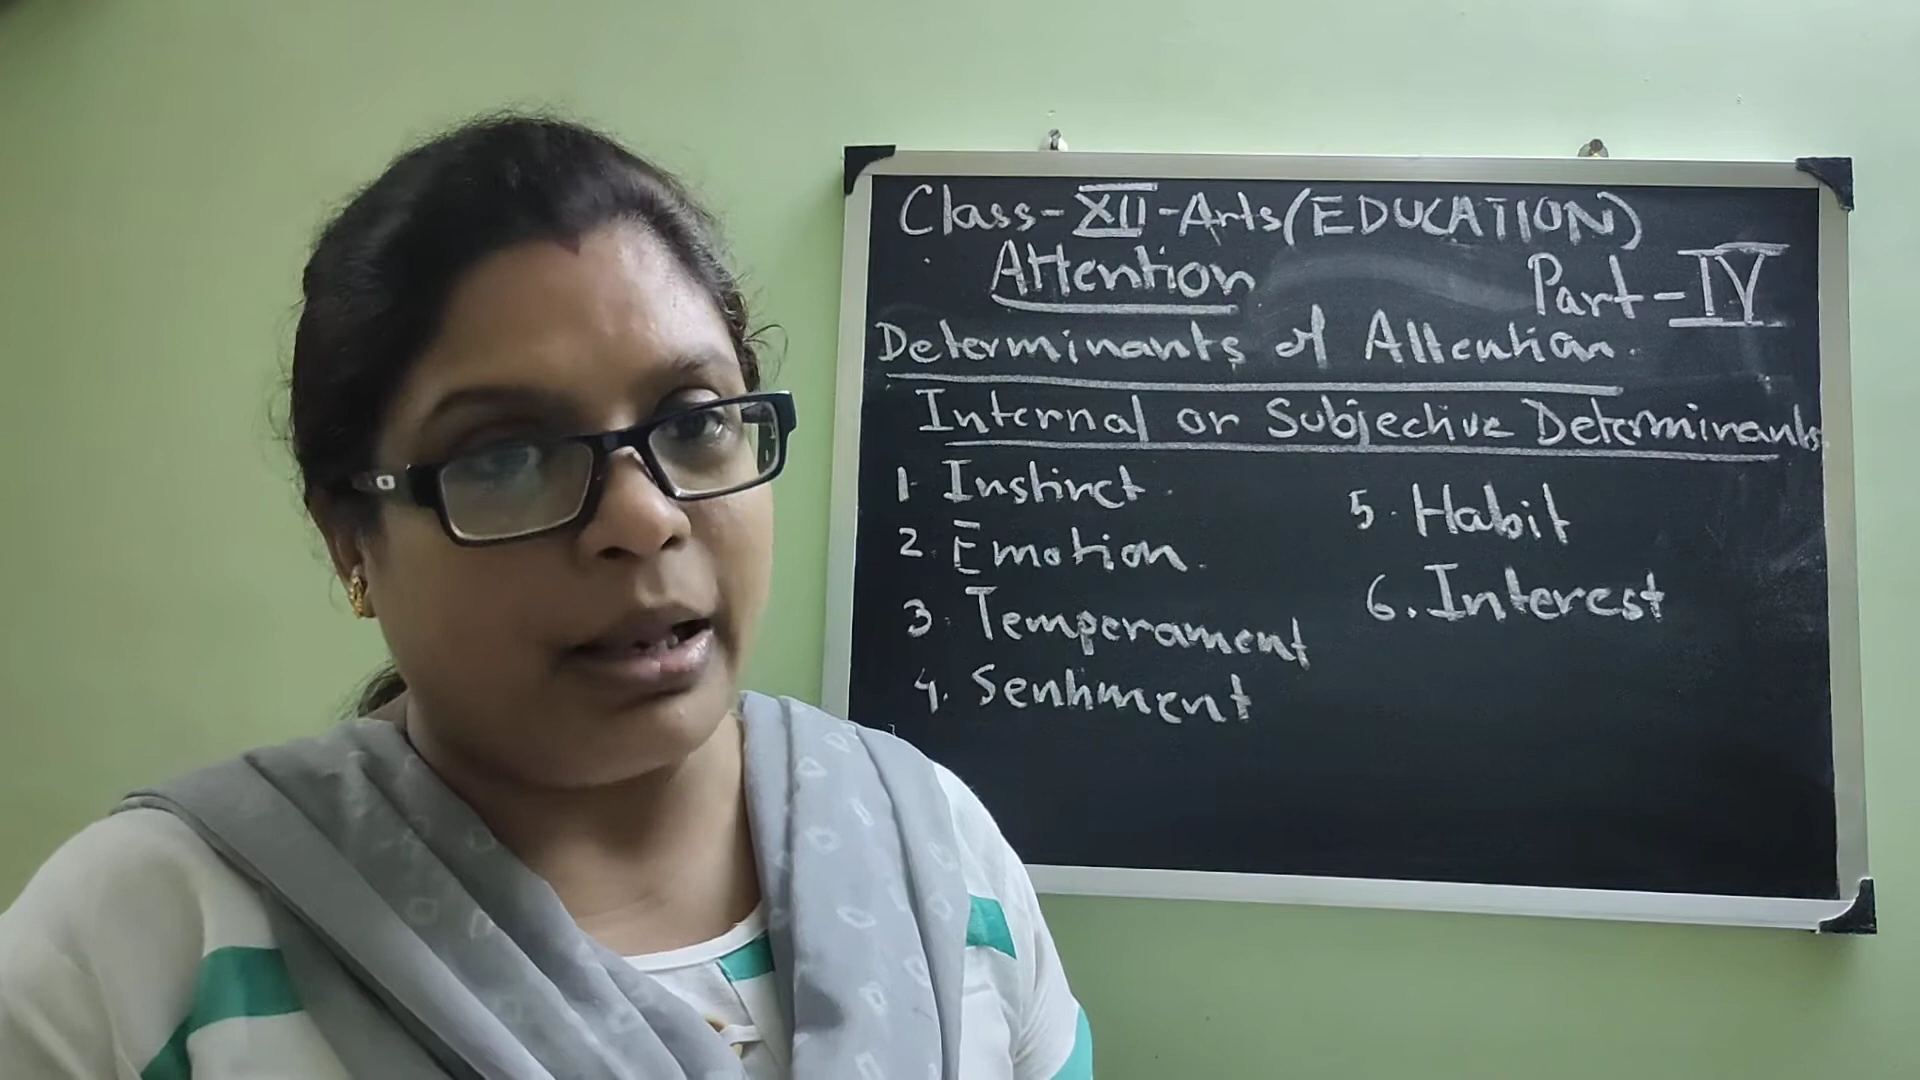 Class-XII-Arts(EDUCATION)
Attention
Part-IV
Determinants of Attention.
Internal or Subjective Determinants
1. Instinct.
2. Emotion.
3. Temperament
4. Sentiment
5. Habit
6. Interest